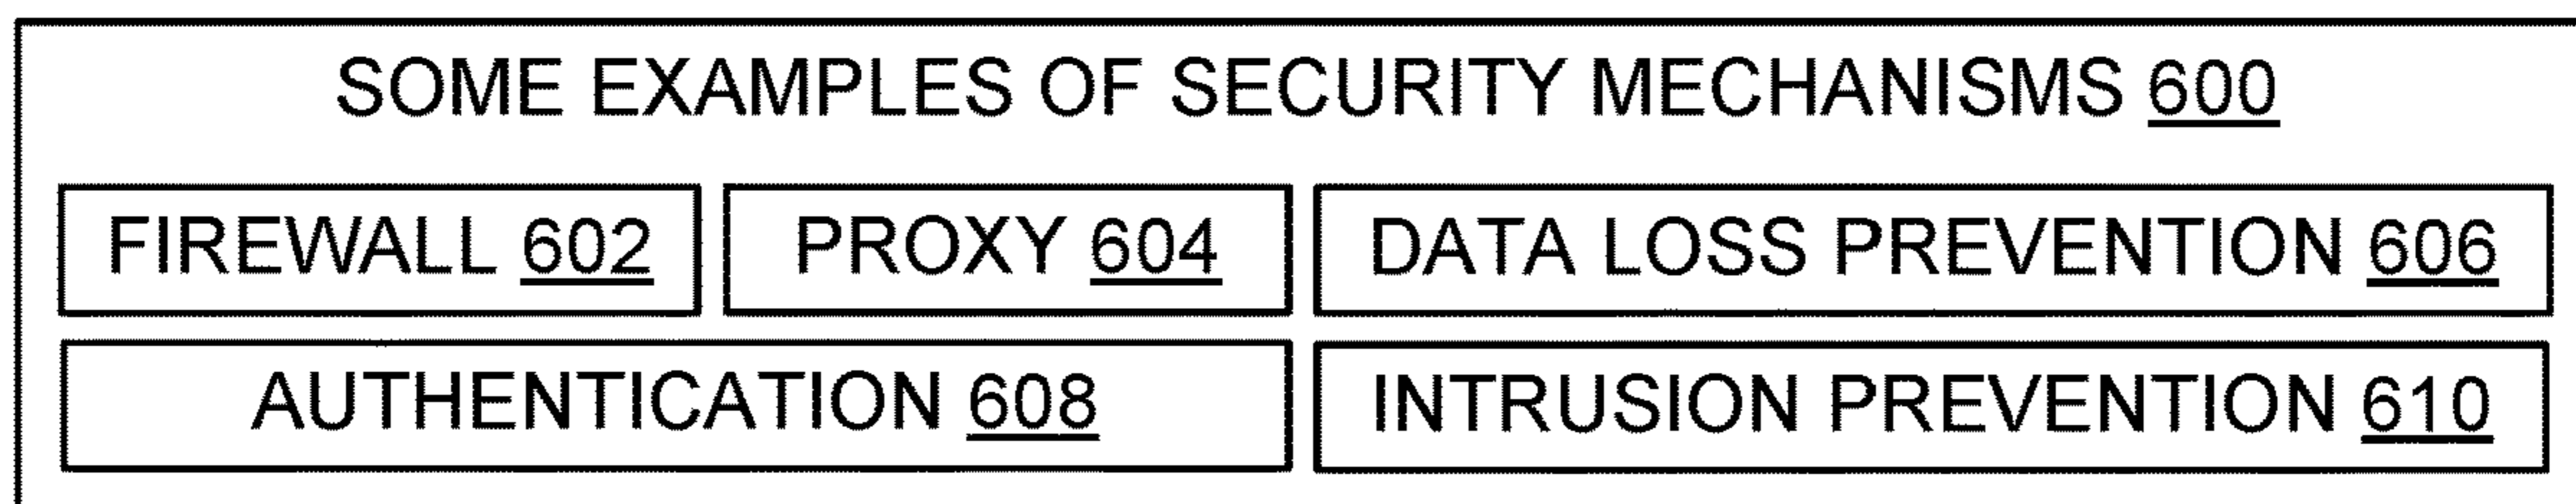 SOME EXAMPLES OF SECURITY MECHANISMS 600
FIREWALL 602
PROXY 604
DATA LOSS PREVENTION 606
AUTHENTICATION 608
INTRUSION PREVENTION 610